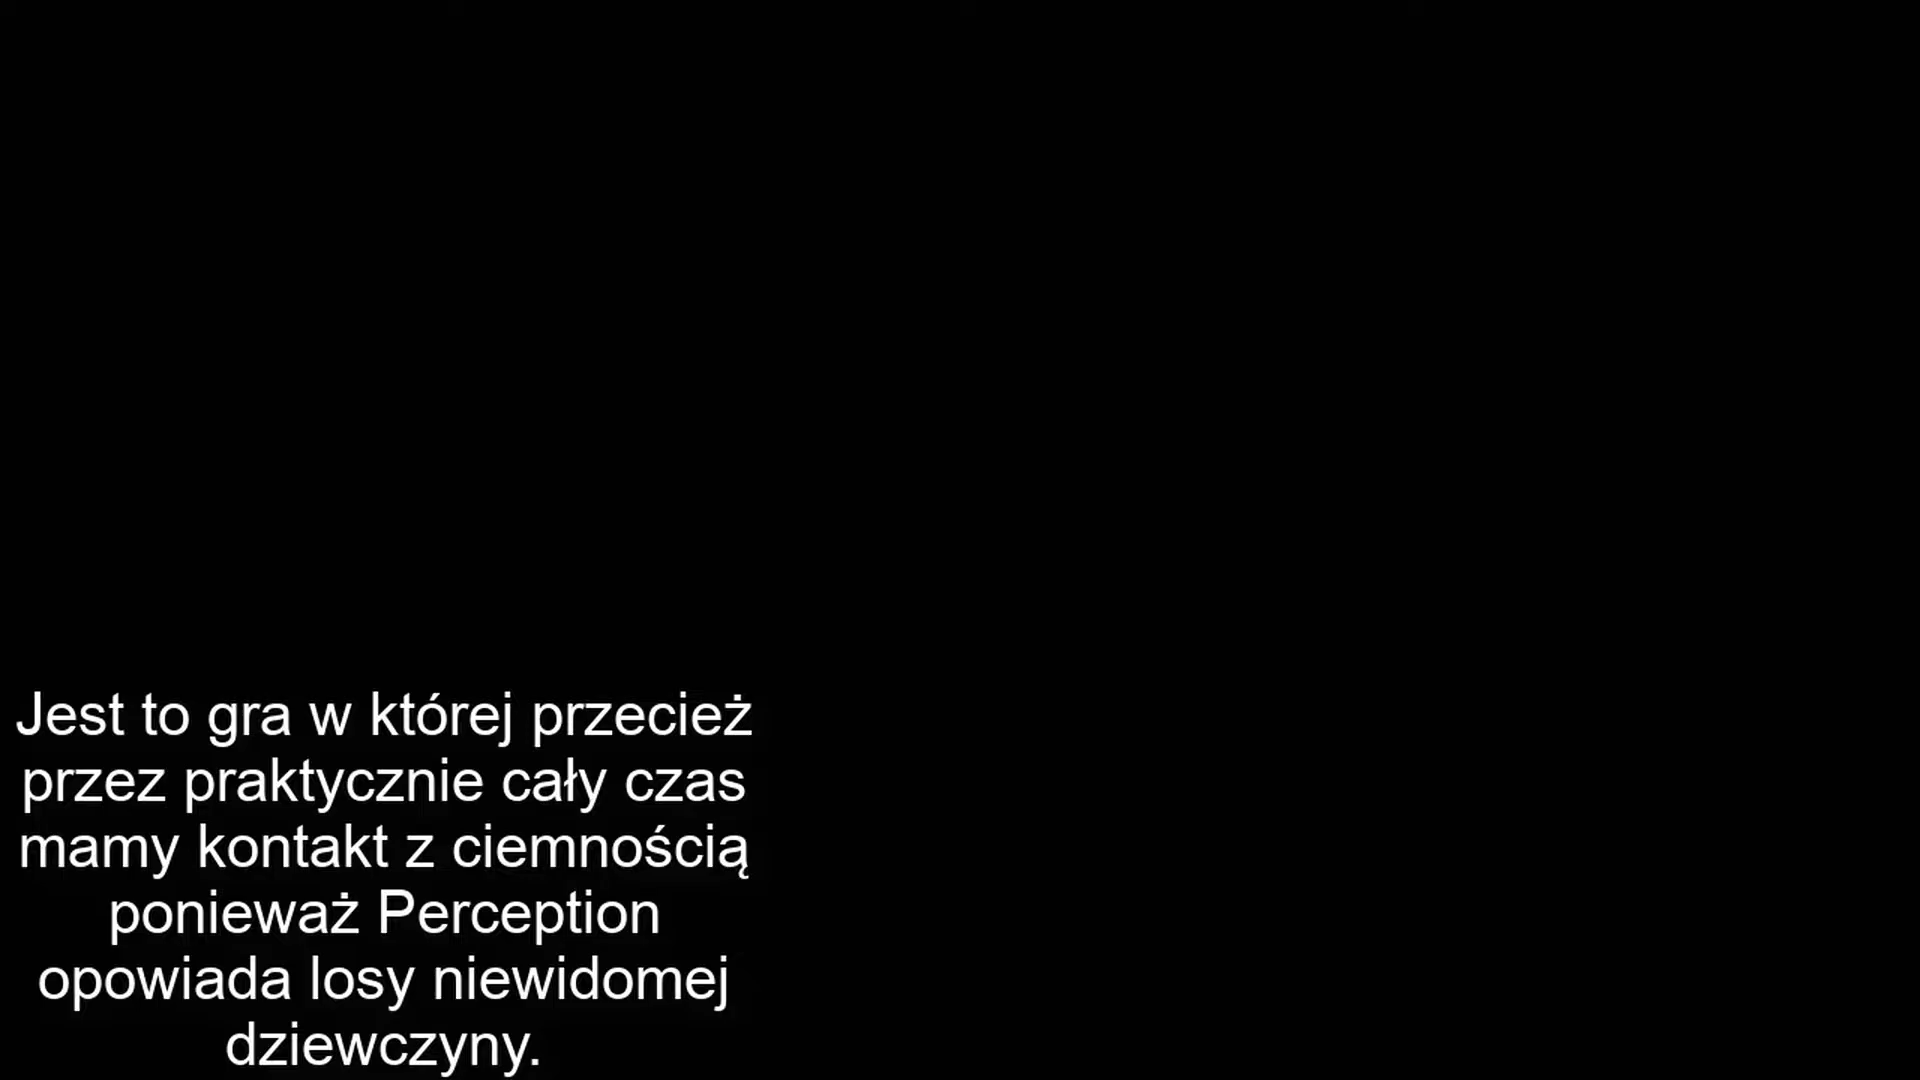 Jest to gra w której przecież
przez praktycznie cały czas
mamy kontakt z ciemnością
ponieważ Perception
opowiada losy niewidomej
dziewczyny.